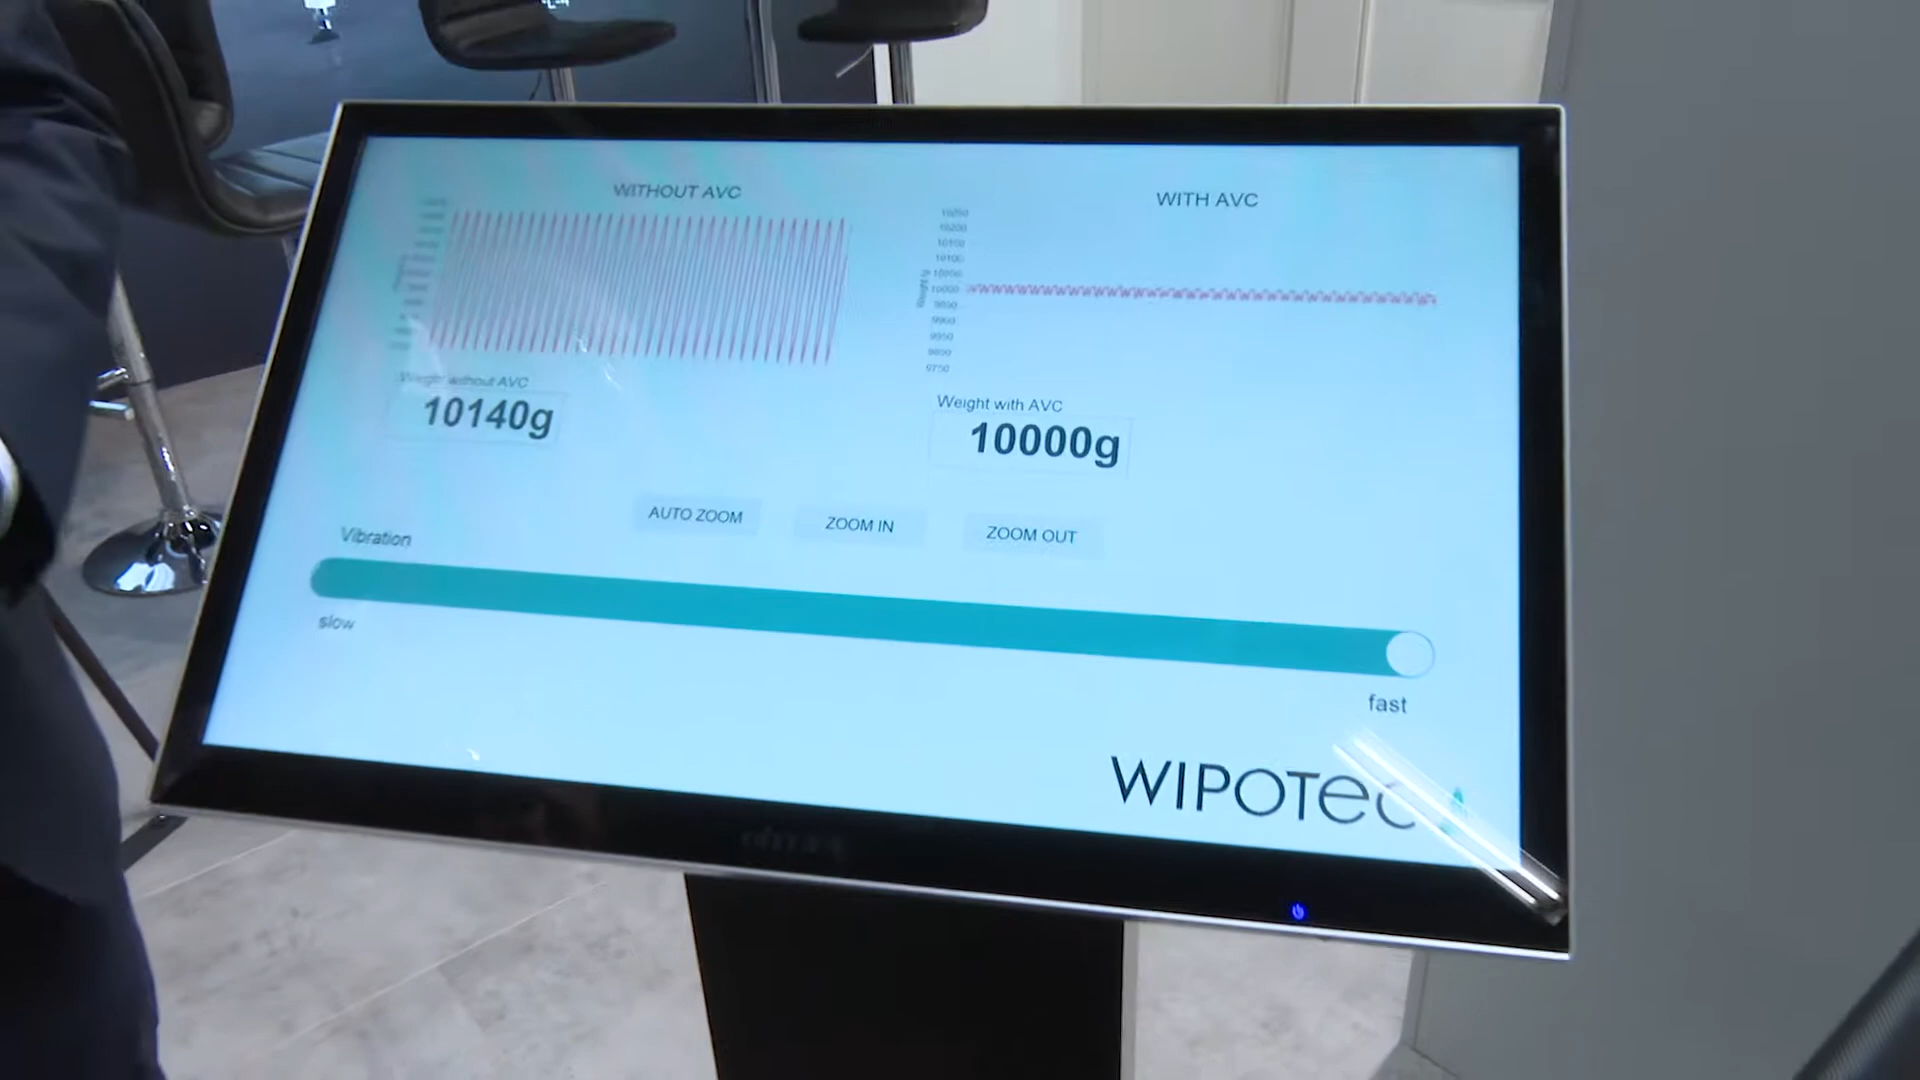 WITHOUT AVC
WITH AVC
10250
10200
10150
10100
10050
10000
9950
9900
9850
9800
9750
Weight without AVC
10140g
Weight with AVC
10000g
AUTO ZOOM
ZOOM IN
ZOOM OUT
Vibration
slow
fast
WIPOTEC